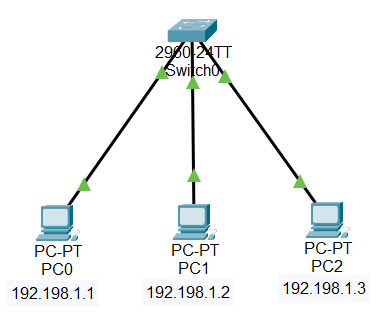 2960-24TT
Switch0
PC-PT
PC0
192.198.1.1
PC-PT
PC1
192.198.1.2
PC-PT
PC2
192.198.1.3